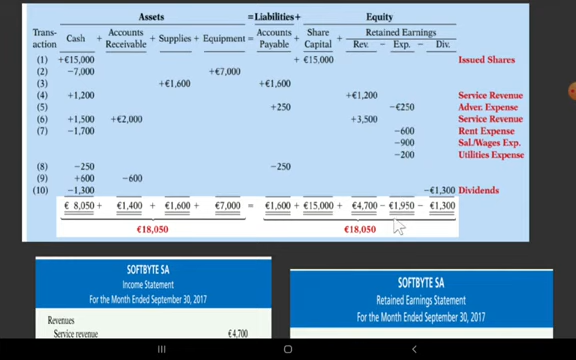 Assets = Liabilities + Equity
Trans- Accounts Accounts Share Retained Earnings
action Cash + Receivable + Supplies + Equipment = Payable + Capital + Rev. − Exp. − Div.
(1) +€15,000 + €15,000 Issued Shares
(2) −7,000 +€7,000
(3) +€1,600 +€1,600
(4) +1,200 +€1,200 Service Revenue
(5) +250 −€250 Adver. Expense
(6) +1,500 +€2,000 +3,500 Service Revenue
(7) −1,700 −600 Rent Expense
−900 Sal./Wages Exp.
−200 Utilities Expense
(8) −250 −250
(9) +600 −600
(10) −1,300 −€1,300 Dividends
€ 8,050 + €1,400 + €1,600 + €7,000 = €1,600 + €15,000 + €4,700 − €1,950 − €1,300
€18,050 €18,050
SOFTBYTE SA
Income Statement
For the Month Ended September 30, 2017
Revenues
Service revenue €4,700
SOFTBYTE SA
Retained Earnings Statement
For the Month Ended September 30, 2017